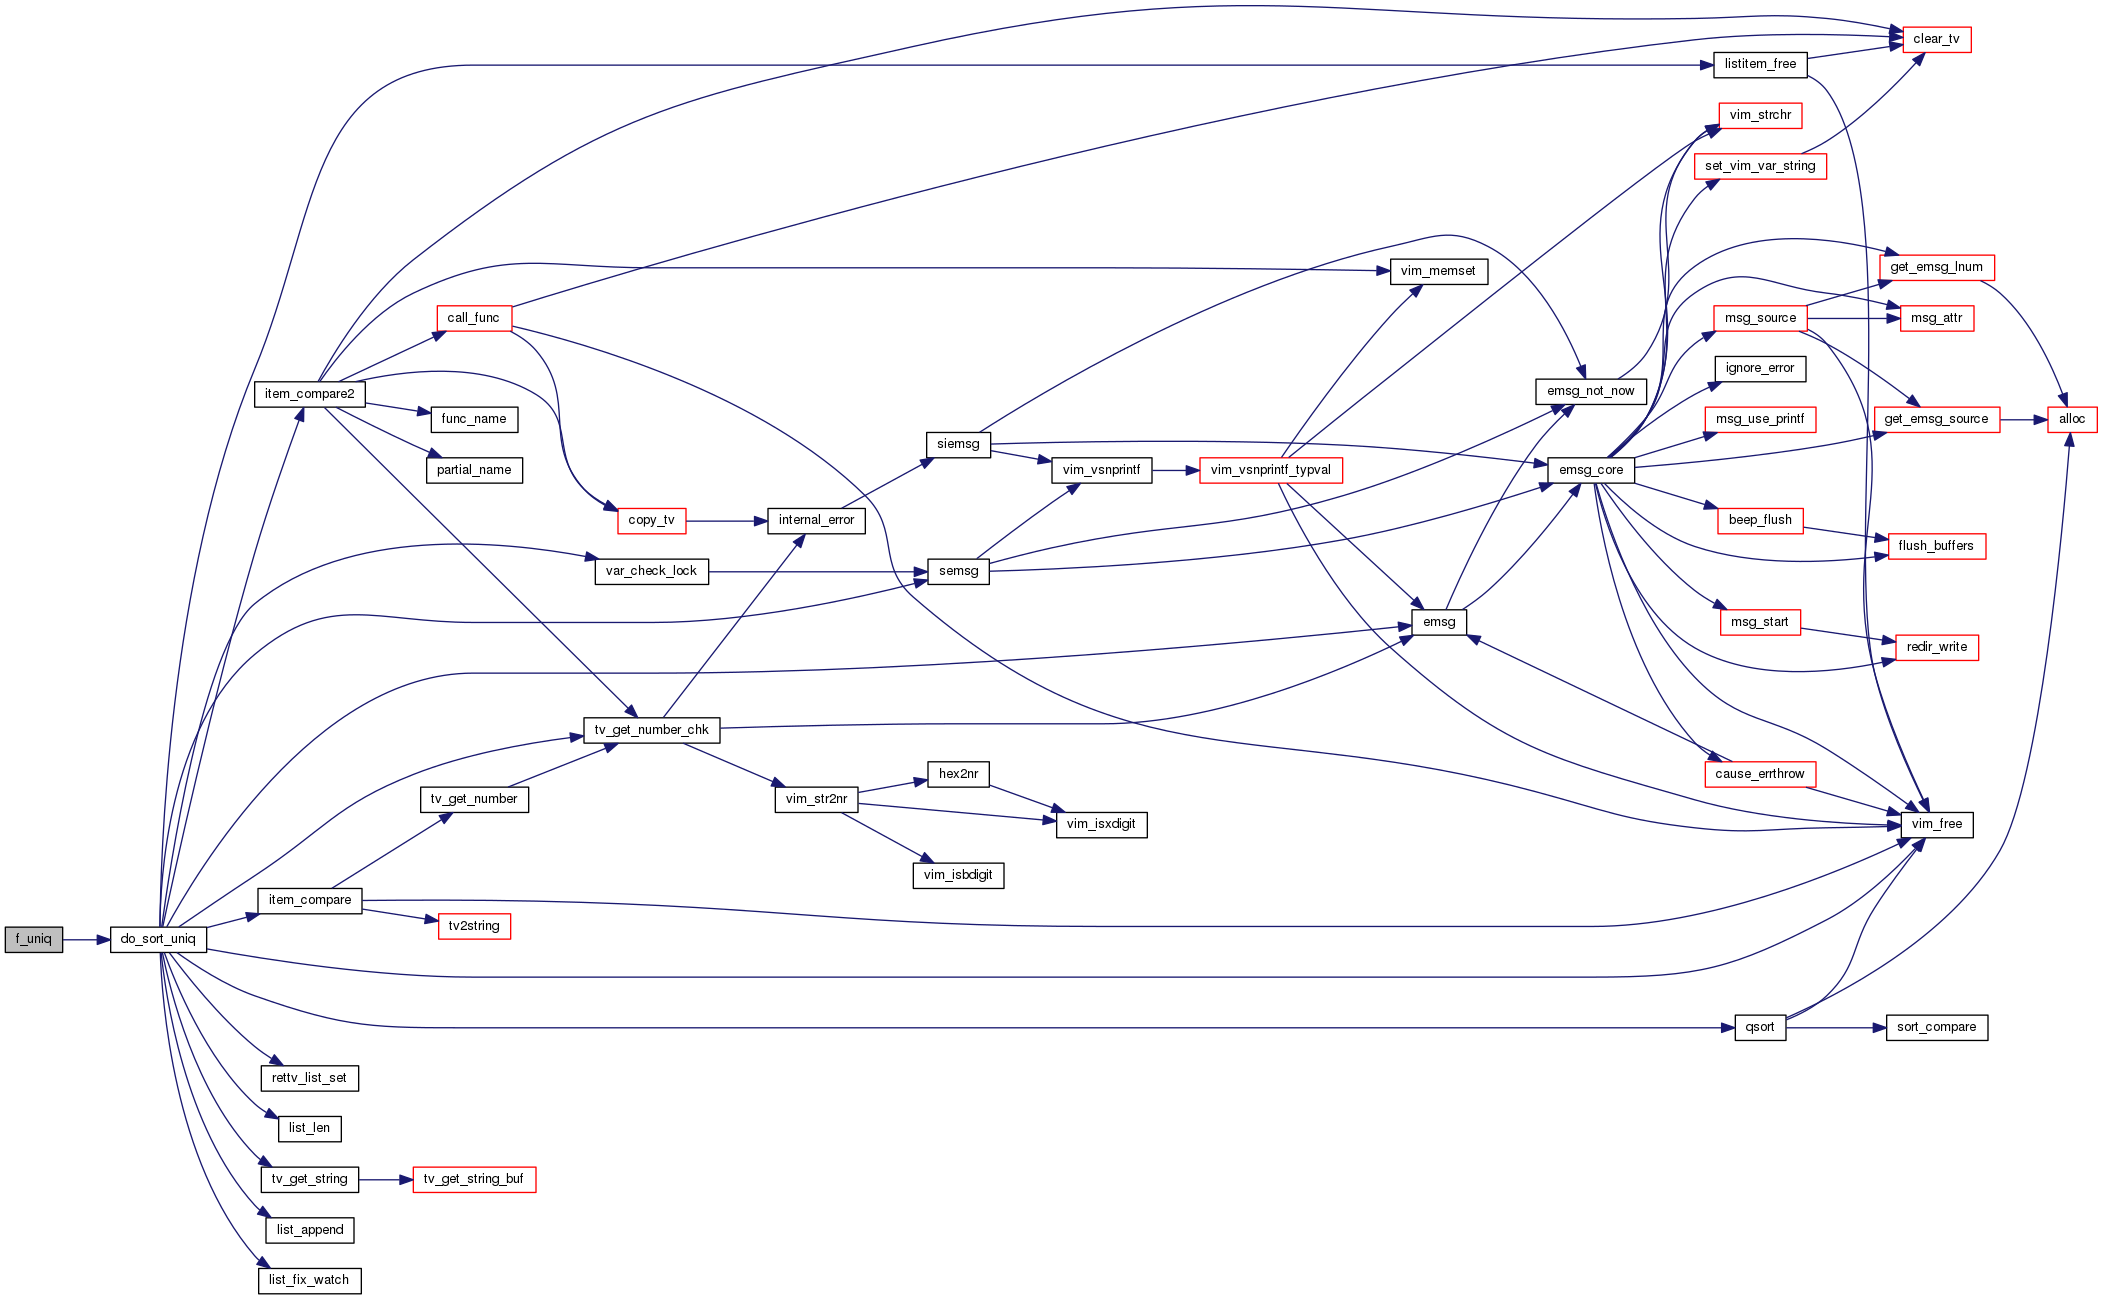 clear_tv
listitem_free
vim_strchr
set_vim_var_string
get_emsg_lnum
vim_memset
call_func
msg_source
msg_attr
ignore_error
item_compare2
emsg_not_now
func_name
msg_use_printf
get_emsg_source
alloc
siemsg
partial_name
vim_vsnprintf
vim_vsnprintf_typval
emsg_core
copy_tv
internal_error
beep_flush
flush_buffers
var_check_lock
semsg
emsg
msg_start
redir_write
tv_get_number_chk
hex2nr
cause_errthrow
tv_get_number
vim_str2nr
vim_isxdigit
vim_free
vim_isbdigit
item_compare
tv2string
f_uniq
do_sort_uniq
qsort
sort_compare
rettv_list_set
list_len
tv_get_string
tv_get_string_buf
list_append
list_fix_watch